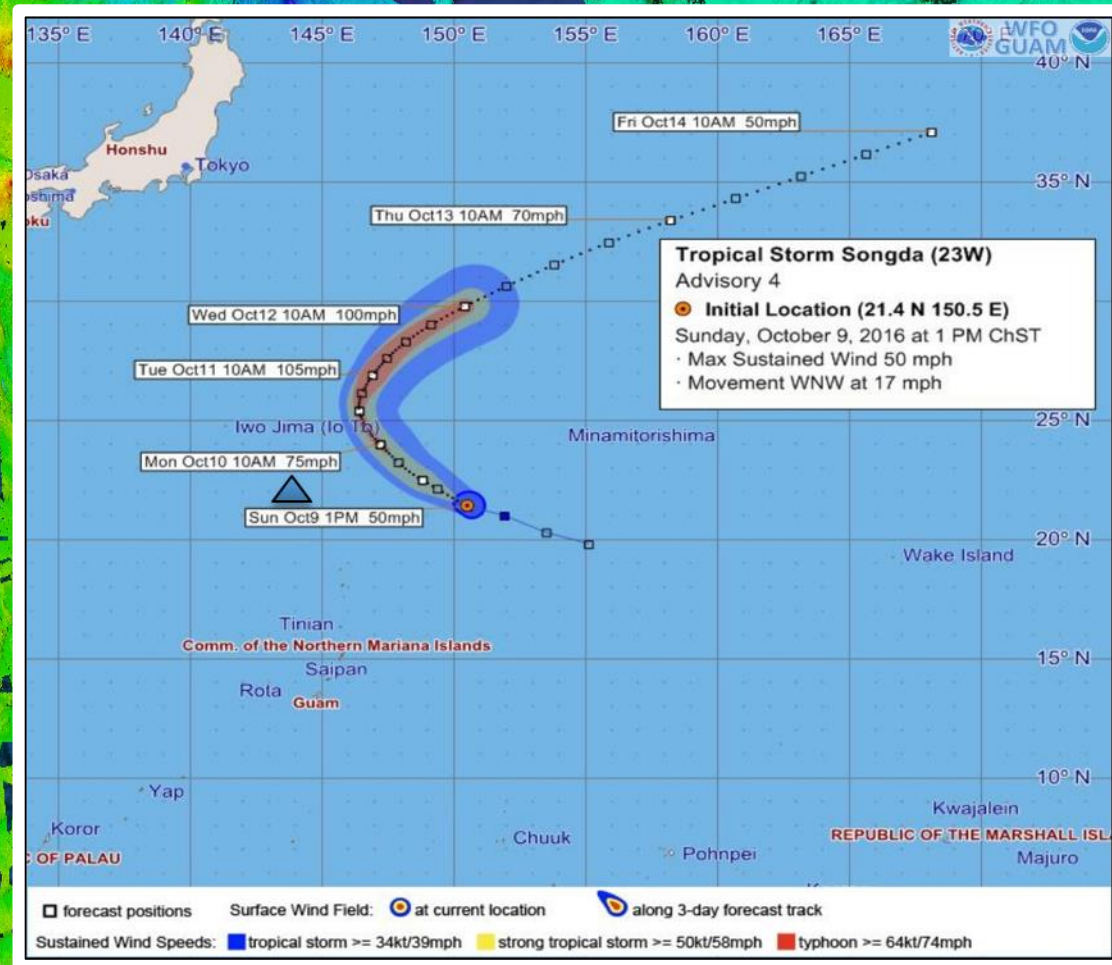 135° E 140° E 145° E 150° E 155° E 160° E 165° E
WFO
GUAM
40° N
Fri Oct14 10AM 50mph
Honshu
Tokyo
Osaka
35° N
Thu Oct13 10AM 70mph
Tropical Storm Songda (23W)
Advisory 4
Initial Location (21.4 N 150.5 E)
Sunday, October 9, 2016 at 1 PM ChST
· Max Sustained Wind 50 mph
· Movement WNW at 17 mph
Wed Oct12 10AM 100mph
Tue Oct11 10AM 105mph
25° N
Iwo Jima (Io To)
Minamitorishima
Mon Oct10 10AM 75mph
Sun Oct9 1PM 50mph
20° N
Wake Island
Tinian
Comm. of the Northern Mariana Islands
15° N
Saipan
Rota
Guam
10° N
Yap
Kwajalein
Koror
Chuuk
REPUBLIC OF THE MARSHALL ISL
OF PALAU
Pohnpei
Majuro
forecast positions Surface Wind Field: at current location along 3-day forecast track
Sustained Wind Speeds: tropical storm >= 34kt/39mph strong tropical storm >= 50kt/58mph typhoon >= 64kt/74mph